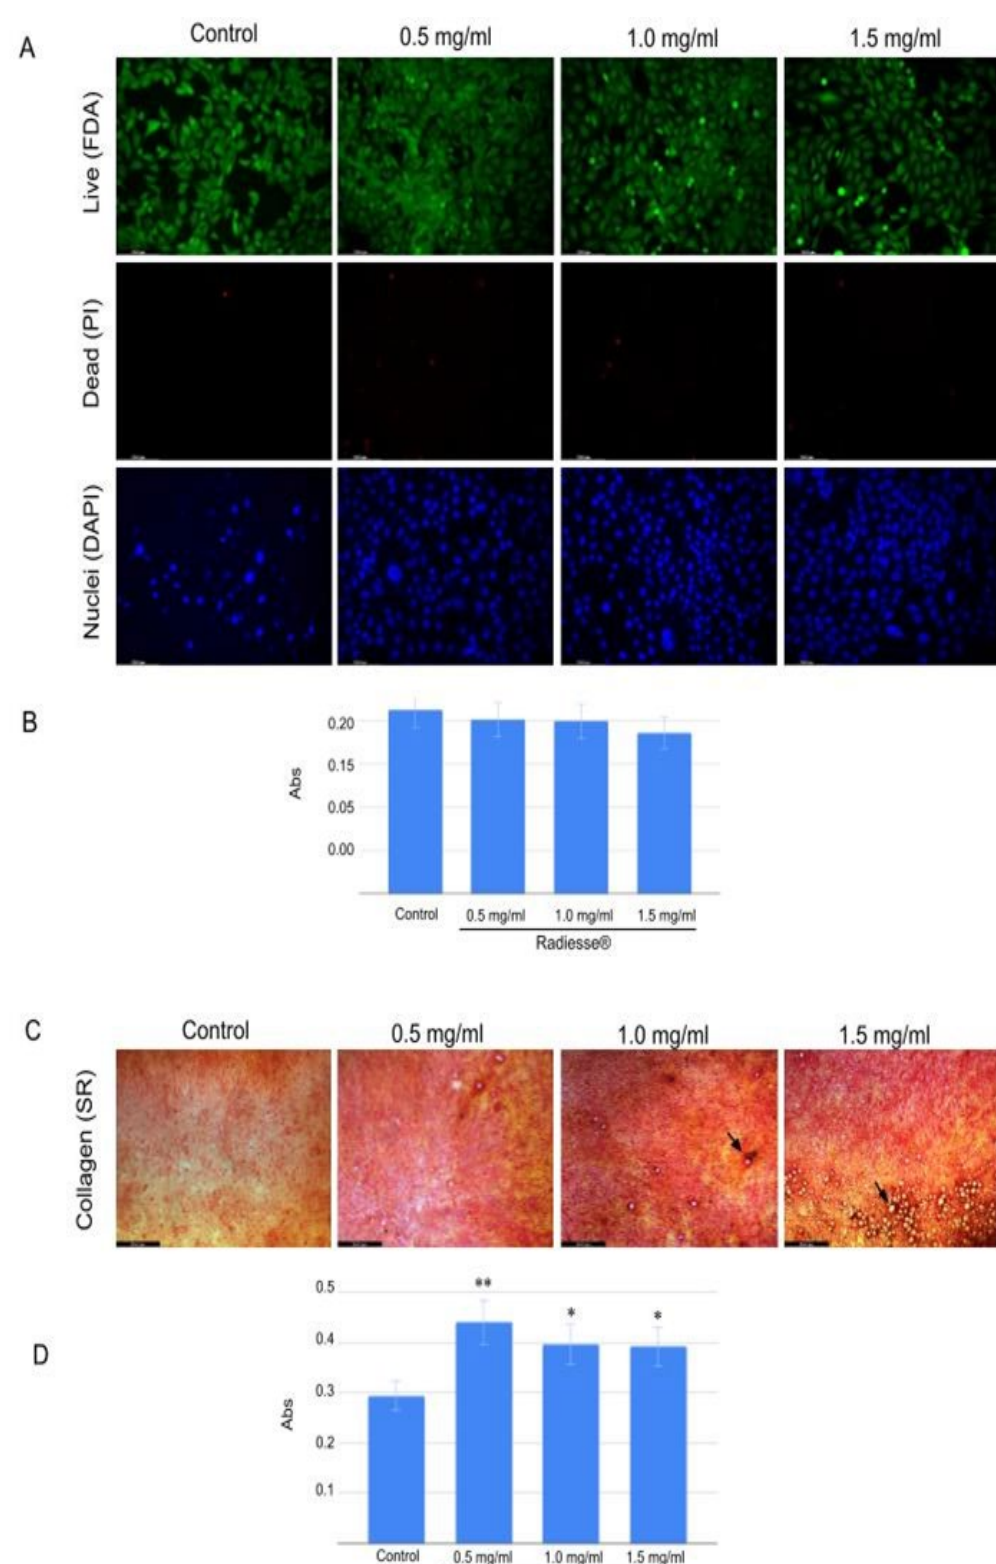 A
Control
0.5 mg/ml
1.0 mg/ml
1.5 mg/ml
Live (FDA)
Dead (PI)
Nuclei (DAPI)
B
Abs
0.20
0.15
0.05
0.00
Control
0.5 mg/ml
1.0 mg/ml
1.5 mg/ml
Radiesse®
C
Control
0.5 mg/ml
1.0 mg/ml
1.5 mg/ml
Collagen (SR)
D
Abs
0.5
0.4
0.3
0.2
0.1
**
*
*
Control
0.5 mg/ml
1.0 mg/ml
1.5 mg/ml